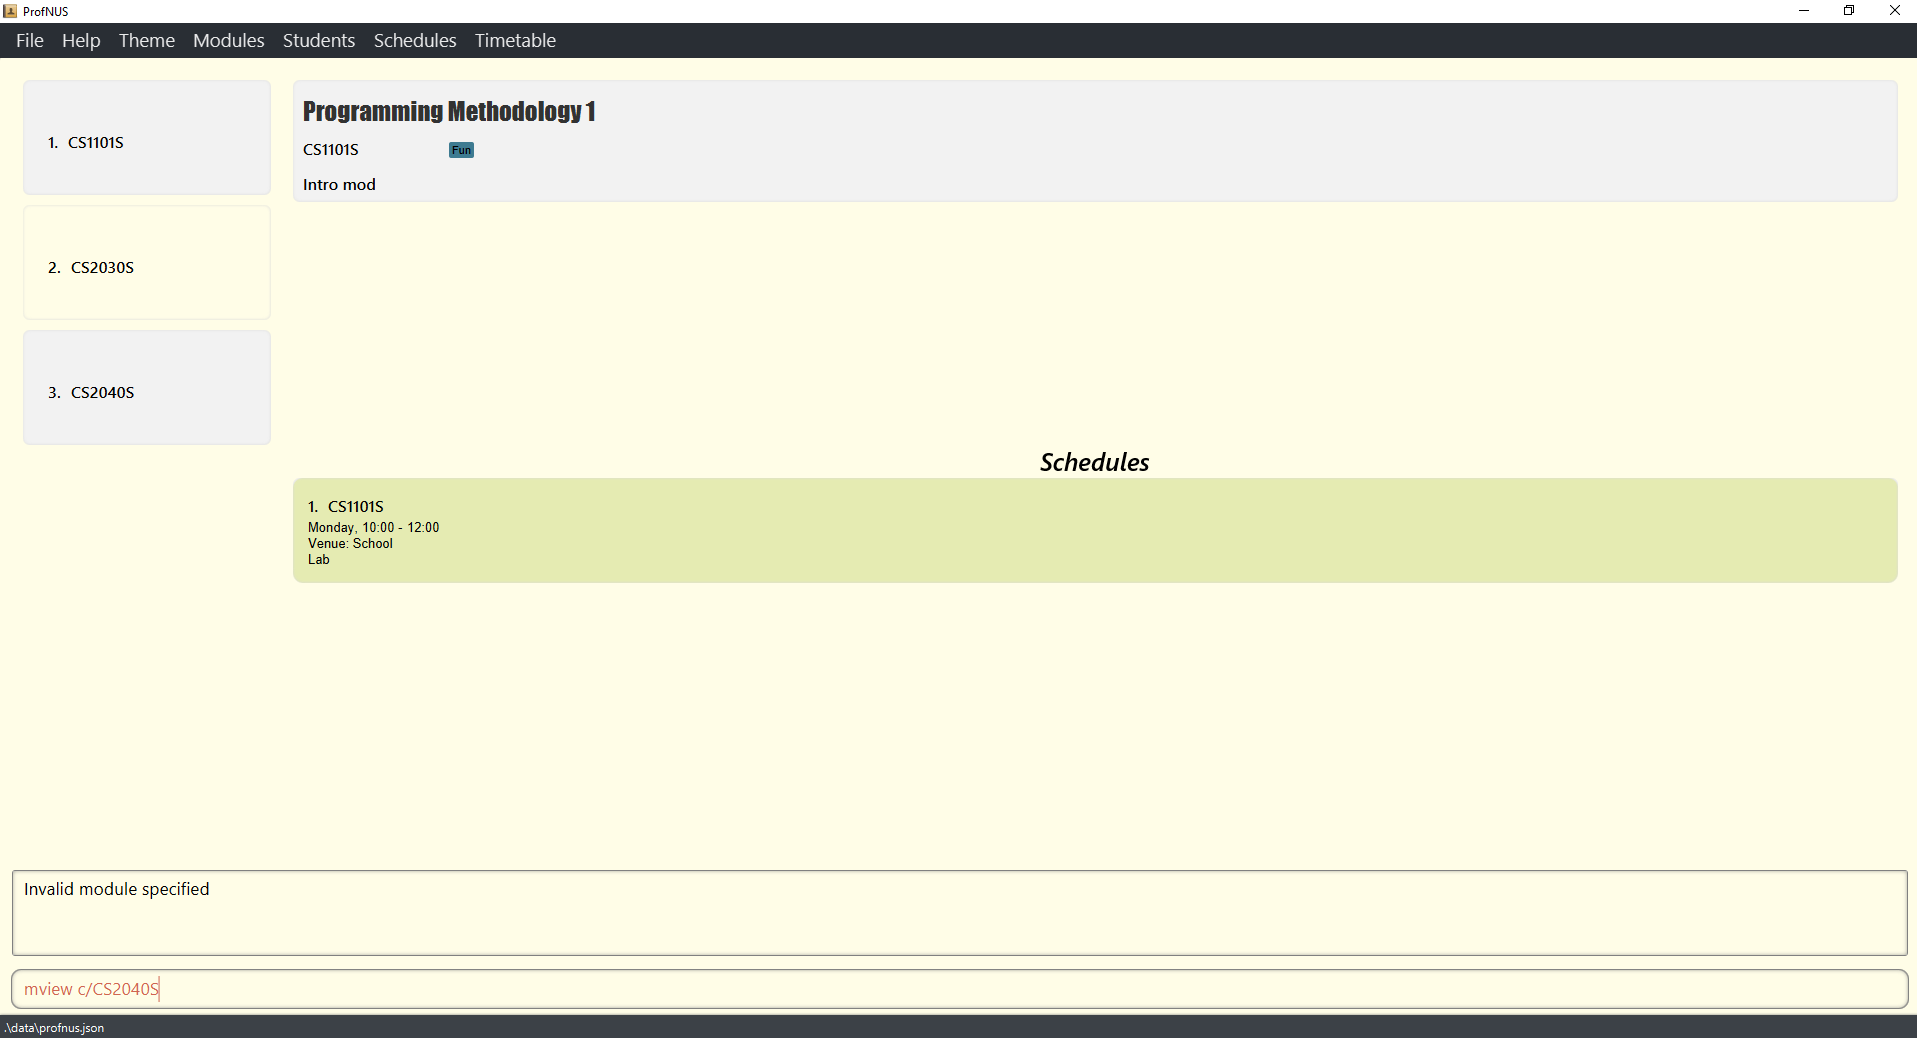 ProfNUS
File Help Theme Modules Students Schedules Timetable
1. CS1101S
2. CS2030S
3. CS2040S
Programming Methodology 1
CS1101S Fun
Intro mod
Schedules
1. CS1101S
Monday, 10:00 - 12:00
Venue: School
Lab
Invalid module specified
mview c/CS2040S
.\data\profnus.json